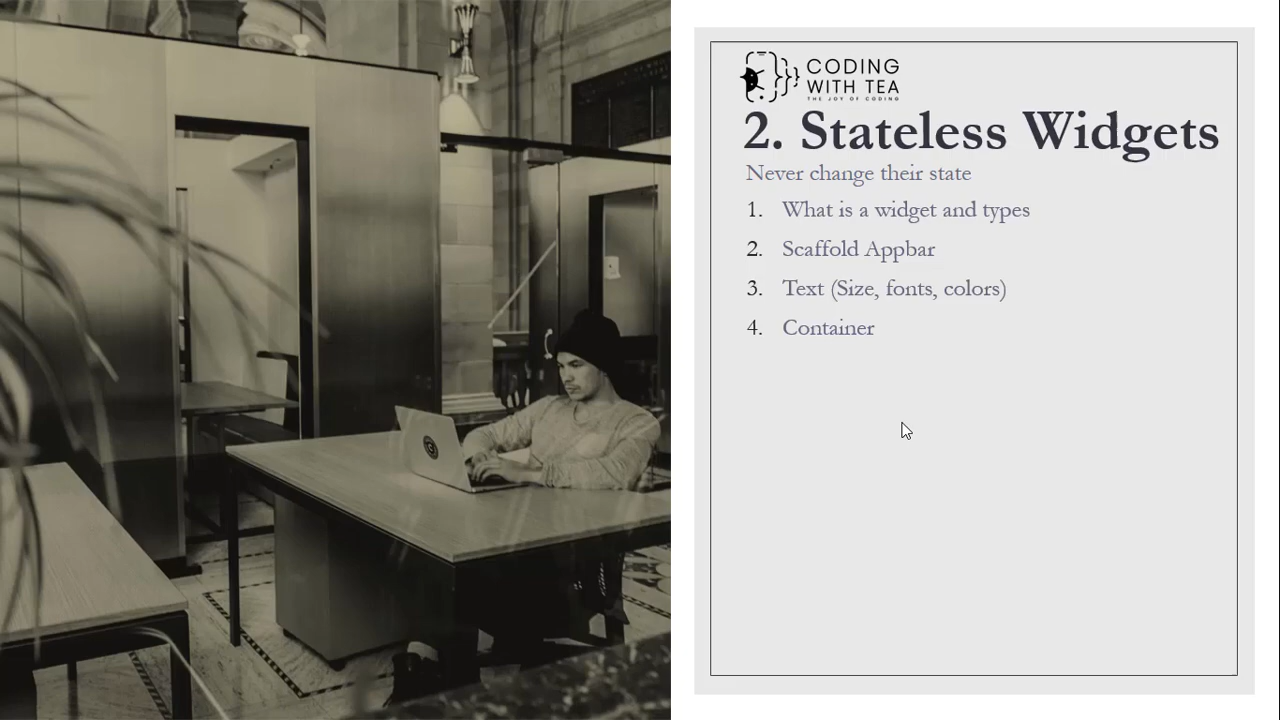 CODING
WITH TEA
THE JOY OF CODING
2. Stateless Widgets
Never change their state
1. What is a widget and types
2. Scaffold Appbar
3. Text (Size, fonts, colors)
4. Container